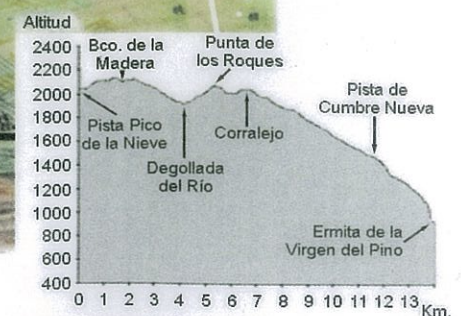 Altitud
2400
2200
2000
1800
1600
1400
1200
1000
800
600
400
Bco. de la
Madera
Punta de
los Roques
Pista de
Cumbre Nueva
Pista Pico
de la Nieve
Corralejo
Degollada
del Río
Ermita de la
Virgen del Pino
0 1 2 3 4 5 6 7 8 9 10 11 12 13
Km.